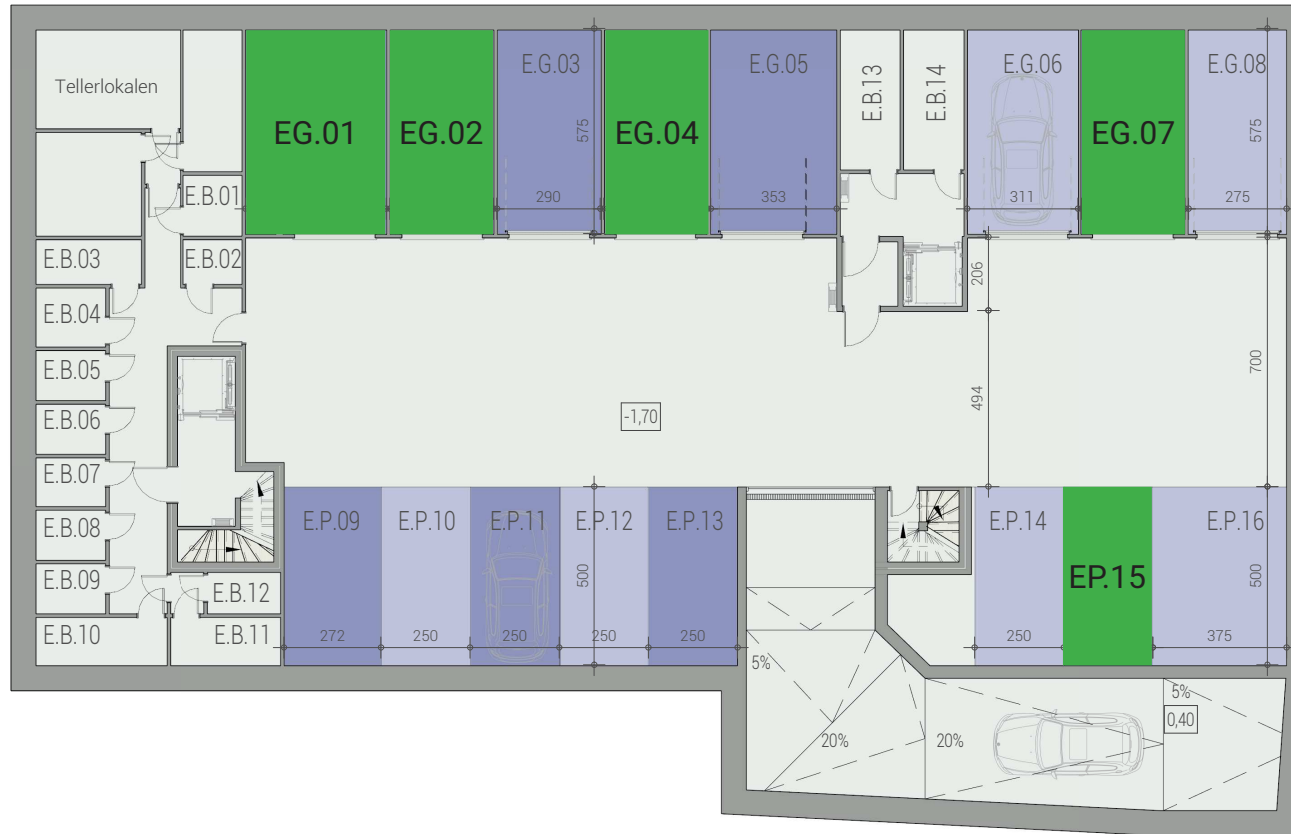 Tellerlokalen
EG.01
EG.02
E.G.03
EG.04
E.G.05
E.B.13
E.B.14
E.G.06
EG.07
E.G.08
575
575
290
353
311
275
E.B.01
E.B.02
E.B.03
E.B.04
E.B.05
E.B.06
E.B.07
E.B.08
E.B.09
E.B.10
E.B.11
E.B.12
206
494
700
-1,70
E.P.09
E.P.10
E.P.11
E.P.12
E.P.13
E.P.14
EP.15
E.P.16
500
500
272
250
250
250
250
250
375
5%
20%
20%
5%
0,40